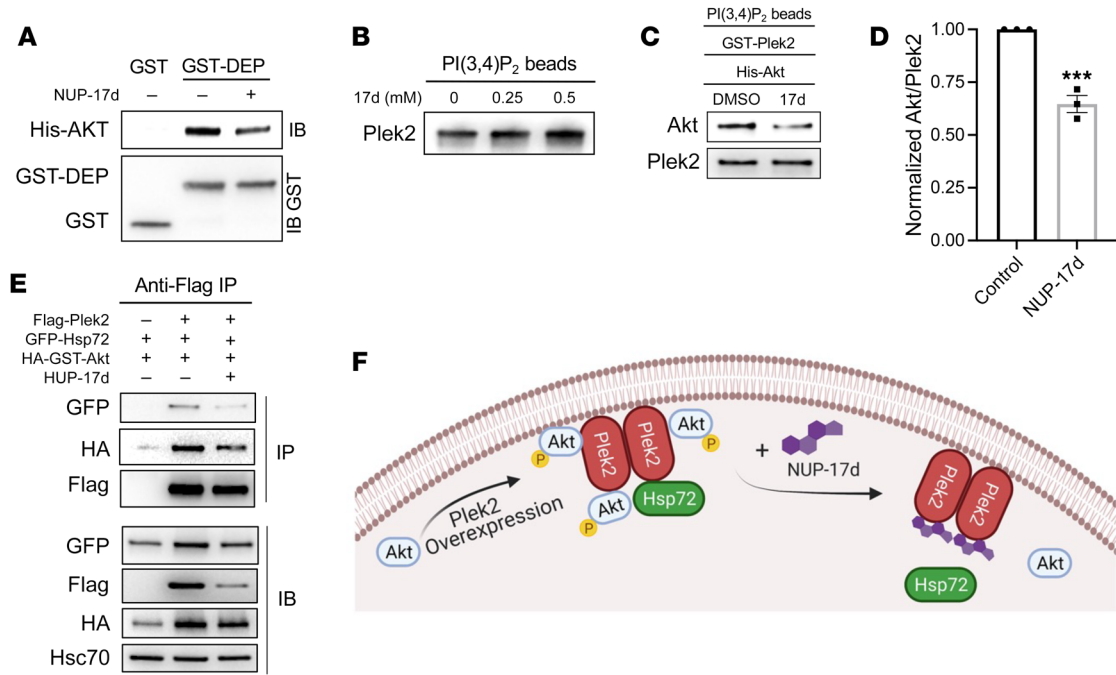 A
GST GST-DEP
NUP-17d – – +
His-AKT IB
GST-DEP
GST
IB GST
B
PI(3,4)P2 beads
17d (mM) 0 0.25 0.5
Plek2
C
PI(3,4)P2 beads
GST-Plek2
His-Akt
DMSO 17d
Akt
Plek2
D
Normalized Akt/Plek2
1.00
0.75
0.50
0.25
0.00
***
Control
NUP-17d
E
Anti-Flag IP
Flag-Plek2 – + +
GFP-Hsp72 + + +
HA-GST-Akt + + +
HUP-17d – – +
GFP
HA
Flag
IP
GFP
Flag
HA
Hsc70
IB
F
Akt
Plek2
Overexpression
Akt
P
Plek2
Plek2
Akt
P
Akt
P
Hsp72
+
NUP-17d
Plek2
Plek2
Hsp72
Akt